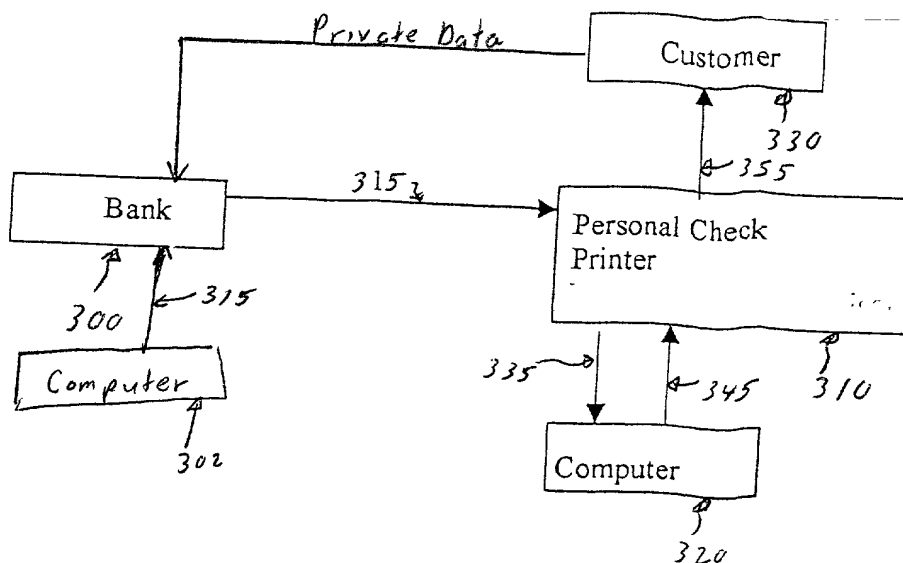 Private Data
Customer
330
355
315
Bank
Personal Check
Printer
315
300
335
345
310
Computer
302
Computer
320